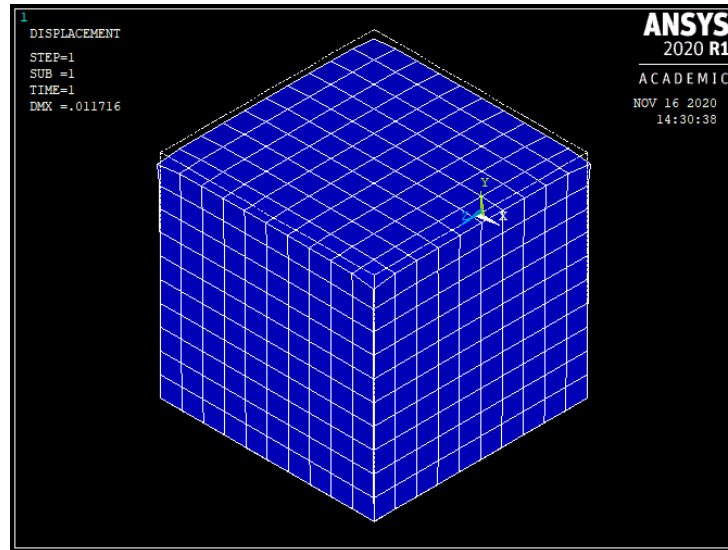 1
DISPLACEMENT
STEP=1
SUB =1
TIME=1
DMX =.011716
ANSYS
2020 R1
ACADEMIC
NOV 16 2020
14:30:38
Y
Z X